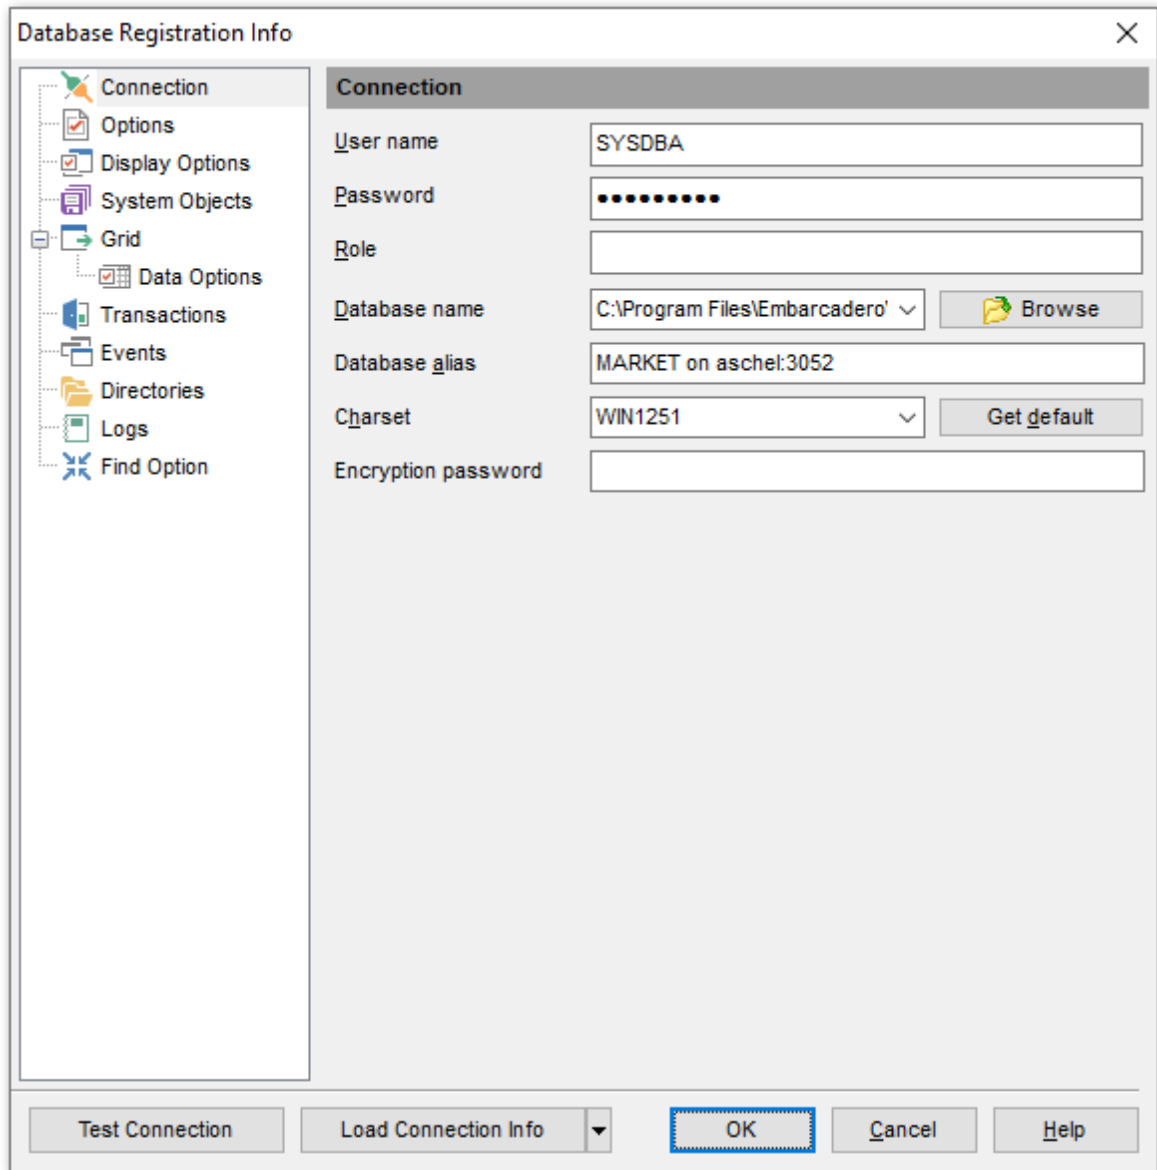 Database Registration Info
Connection
Options
Display Options
System Objects
Grid
Data Options
Transactions
Events
Directories
Logs
Find Option
Connection
User name SYSDBA
Password •••••••••
Role
Database name C:\Program Files\Embarcadero\ Browse
Database alias MARKET on aschel:3052
Charset WIN1251 Get default
Encryption password
Test Connection Load Connection Info OK Cancel Help